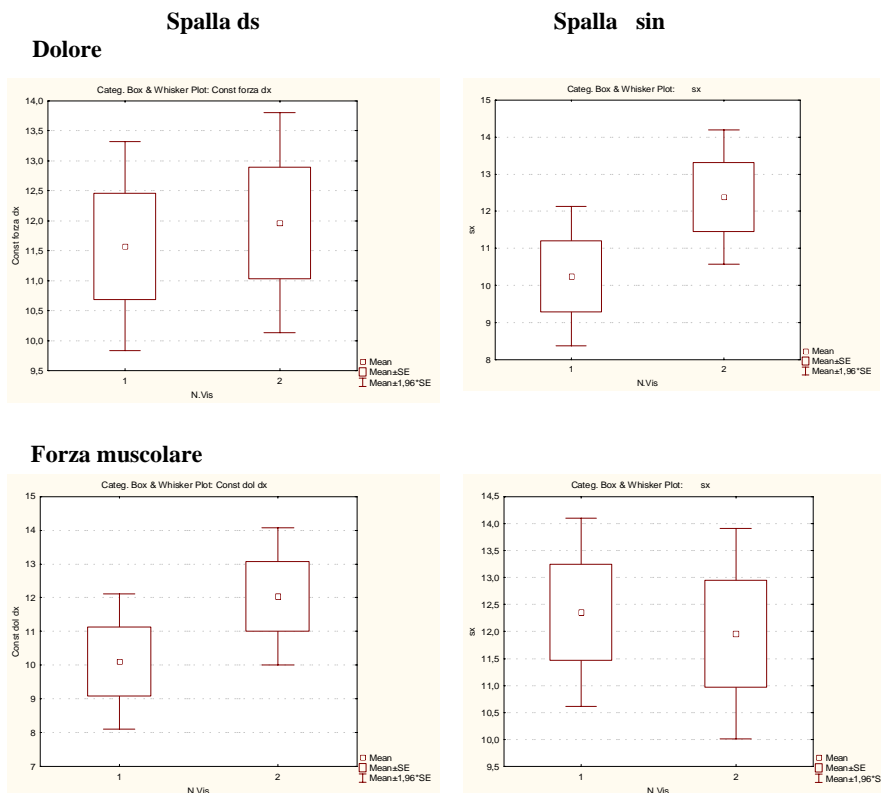 Spalla ds Spalla sin
Dolore
Categ. Box & Whisker Plot: Const forza dx
Const forza dx
14,0
13,5
13,0
12,5
12,0
11,5
11,0
10,5
10,0
9,5
1 2
N.Vis
Mean
Mean±SE
Mean±1,96*SE
Categ. Box & Whisker Plot: sx
sx
15
14
13
12
11
10
9
8
1 2
N.Vis
Mean
Mean±SE
Mean±1,96*SE
Forza muscolare
Categ. Box & Whisker Plot: Const dol dx
Const dol dx
15
14
13
12
11
10
9
8
7
1 2
N.Vis
Mean
Mean±SE
Mean±1,96*SE
Categ. Box & Whisker Plot: sx
sx
14,5
14,0
13,5
13,0
12,5
12,0
11,5
11,0
10,5
10,0
9,5
1 2
N.Vis
Mean
Mean±SE
Mean±1,96*S